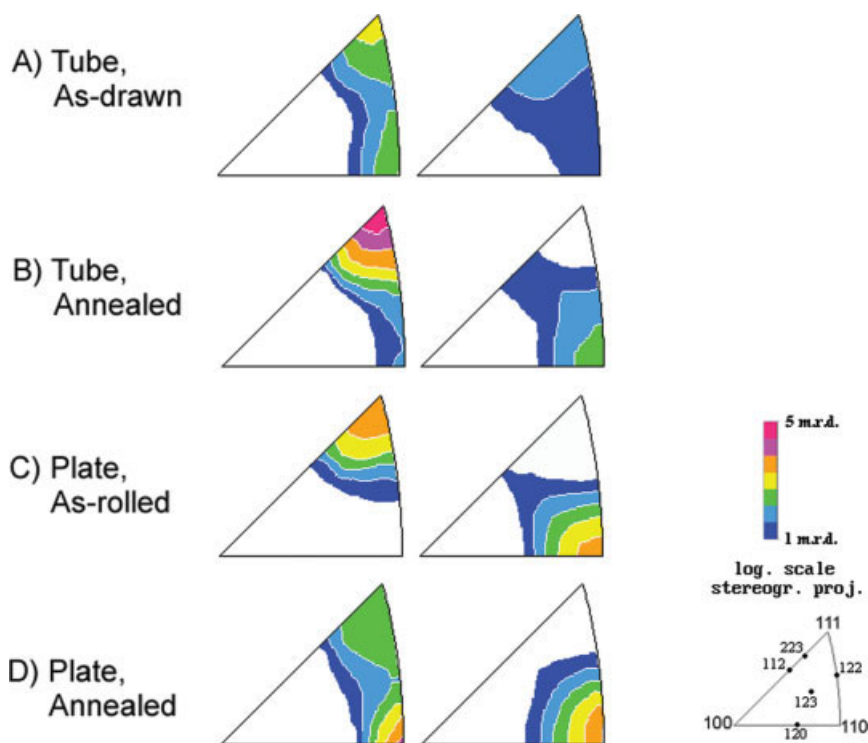 A) Tube,
As-drawn
B) Tube,
Annealed
C) Plate,
As-rolled
D) Plate,
Annealed
5 m.r.d.
1 m.r.d.
log. scale
stereogr. proj.
111
223
112
122
123
100
120
110